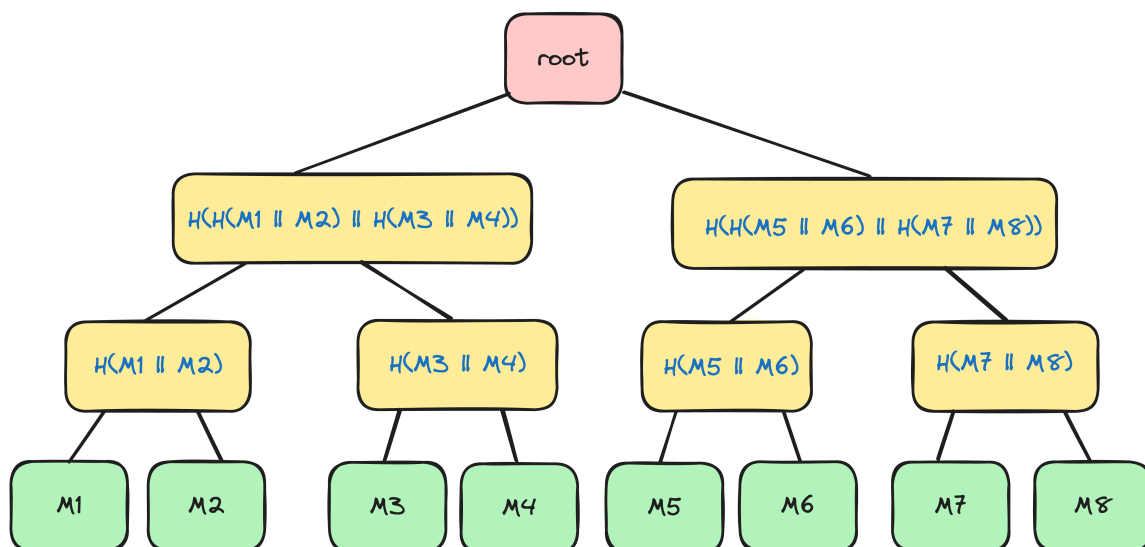 root
H(H(M1 || M2) || H(M3 || M4))
H(H(M5 || M6) || H(M7 || M8))
H(M1 || M2)
H(M3 || M4)
H(M5 || M6)
H(M7 || M8)
M1
M2
M3
M4
M5
M6
M7
M8